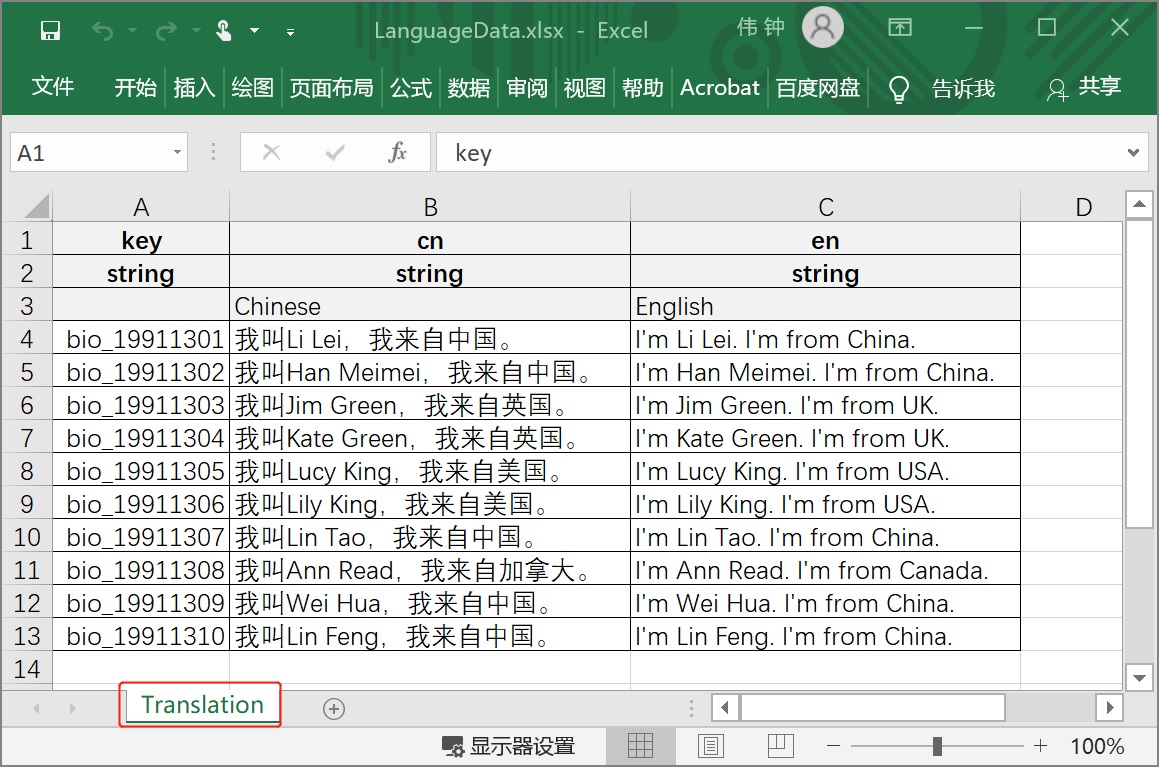 LanguageData.xlsx - Excel 伟 钟
文件 开始 插入 绘图 页面布局 公式 数据 审阅 视图 帮助 Acrobat 百度网盘 告诉我 共享
A1 fx key
A B C D
1 key cn en
2 string string string
3 Chinese English
4 bio_19911301 我叫Li Lei，我来自中国。 I'm Li Lei. I'm from China.
5 bio_19911302 我叫Han Meimei，我来自中国。 I'm Han Meimei. I'm from China.
6 bio_19911303 我叫Jim Green，我来自英国。 I'm Jim Green. I'm from UK.
7 bio_19911304 我叫Kate Green，我来自英国。 I'm Kate Green. I'm from UK.
8 bio_19911305 我叫Lucy King，我来自美国。 I'm Lucy King. I'm from USA.
9 bio_19911306 我叫Lily King，我来自美国。 I'm Lily King. I'm from USA.
10 bio_19911307 我叫Lin Tao，我来自中国。 I'm Lin Tao. I'm from China.
11 bio_19911308 我叫Ann Read，我来自加拿大。 I'm Ann Read. I'm from Canada.
12 bio_19911309 我叫Wei Hua，我来自中国。 I'm Wei Hua. I'm from China.
13 bio_19911310 我叫Lin Feng，我来自中国。 I'm Lin Feng. I'm from China.
14
Translation
显示器设置 100%